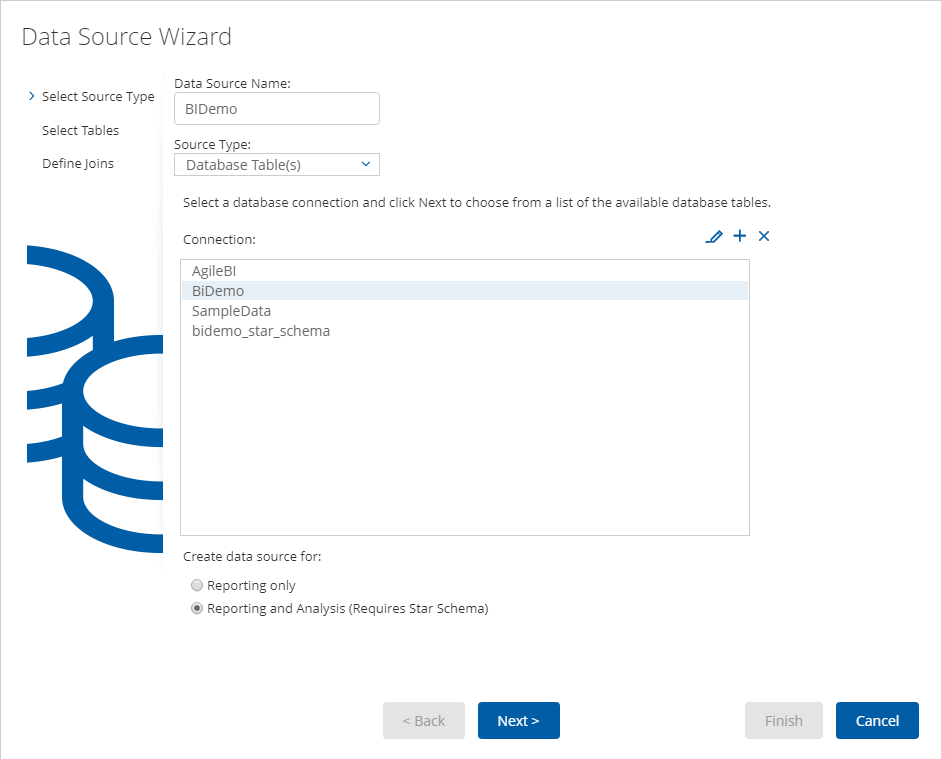 Data Source Wizard
Select Source Type
Select Tables
Define Joins
Data Source Name:
BIDemo
Source Type:
Database Table(s)
Select a database connection and click Next to choose from a list of the available database tables.
Connection:
AgileBI
BiDemo
SampleData
bidemo_star_schema
Create data source for:
Reporting only
Reporting and Analysis (Requires Star Schema)
< Back
Next >
Finish
Cancel